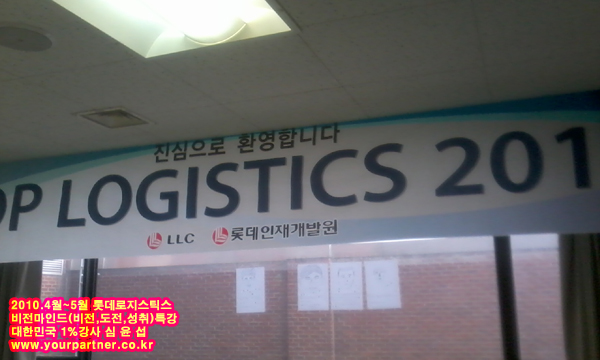 진심으로 환영합니다
OP LOGISTICS 201
LLC 롯데인재개발원
2010.4월~5월 롯데로지스틱스
비전마인드(비전,도전,성취)특강
대한민국 1%강사 심 윤 섭
www.yourpartner.co.kr